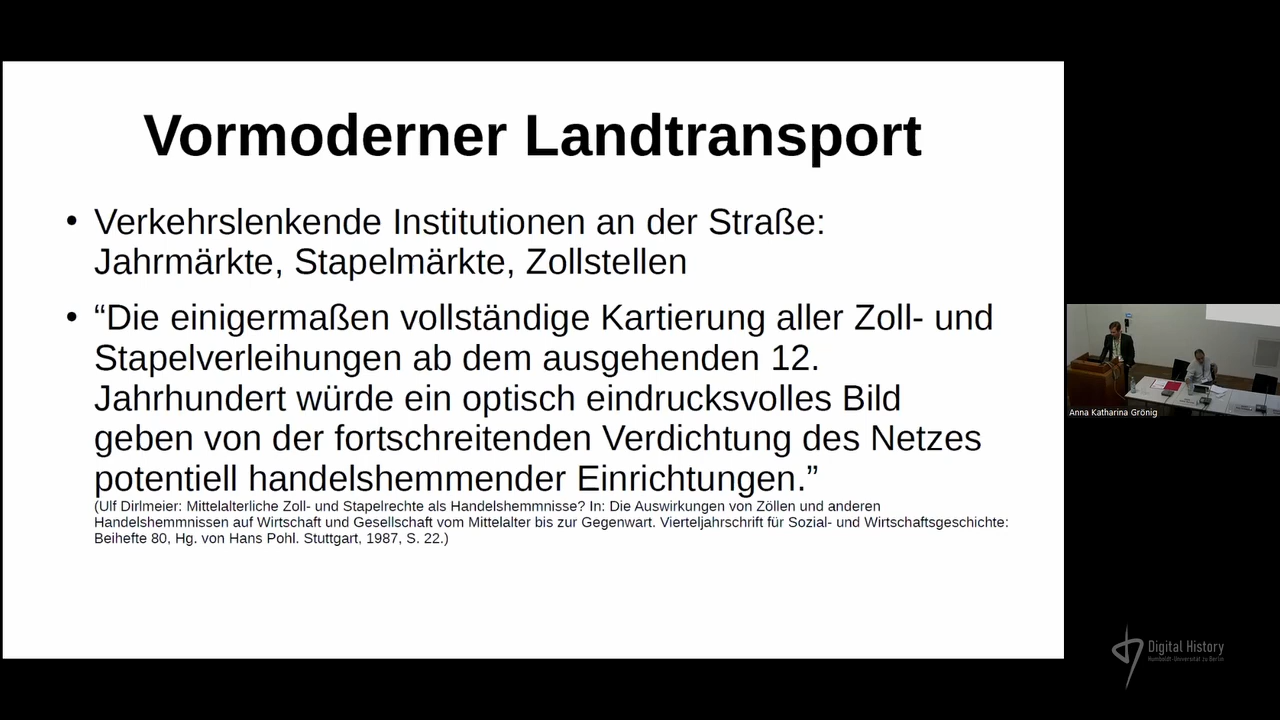 Vormoderner Landtransport
• Verkehrslenkende Institutionen an der Straße:
Jahrmärkte, Stapelmärkte, Zollstellen
• “Die einigermaßen vollständige Kartierung aller Zoll- und
Stapelverleihungen ab dem ausgehenden 12.
Jahrhundert würde ein optisch eindrucksvolles Bild
geben von der fortschreitenden Verdichtung des Netzes
potentiell handelshemmender Einrichtungen.”
(Ulf Dirlmeier: Mittelalterliche Zoll- und Stapelrechte als Handelshemmnisse? In: Die Auswirkungen von Zöllen und anderen
Handelshemmnissen auf Wirtschaft und Gesellschaft vom Mittelalter bis zur Gegenwart. Vierteljahrschrift für Sozial- und Wirtschaftsgeschichte:
Beihefte 80, Hg. von Hans Pohl. Stuttgart, 1987, S. 22.)
Anna Katharina Grönig
Digital History
Humboldt-Universität zu Berlin